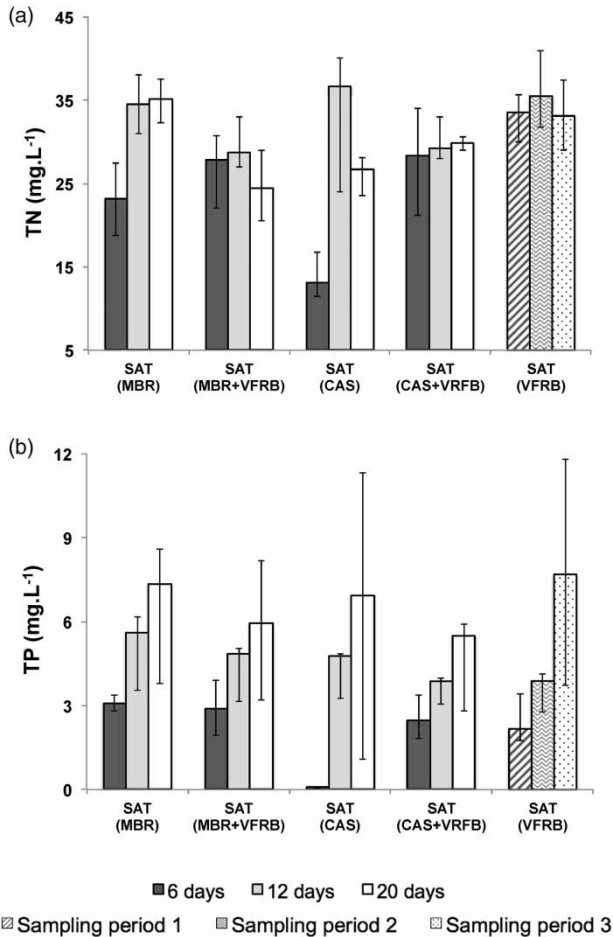 (a)
45
35
25
15
5
TN (mg.L-1)
SAT SAT SAT SAT SAT
(MBR) (MBR+VFRB) (CAS) (CAS+VRFB) (VFRB)
(b)
12
9
6
3
0
TP (mg.L-1)
SAT SAT SAT SAT SAT
(MBR) (MBR+VFRB) (CAS) (CAS+VRFB) (VFRB)
6 days 12 days 20 days
Sampling period 1 Sampling period 2 Sampling period 3